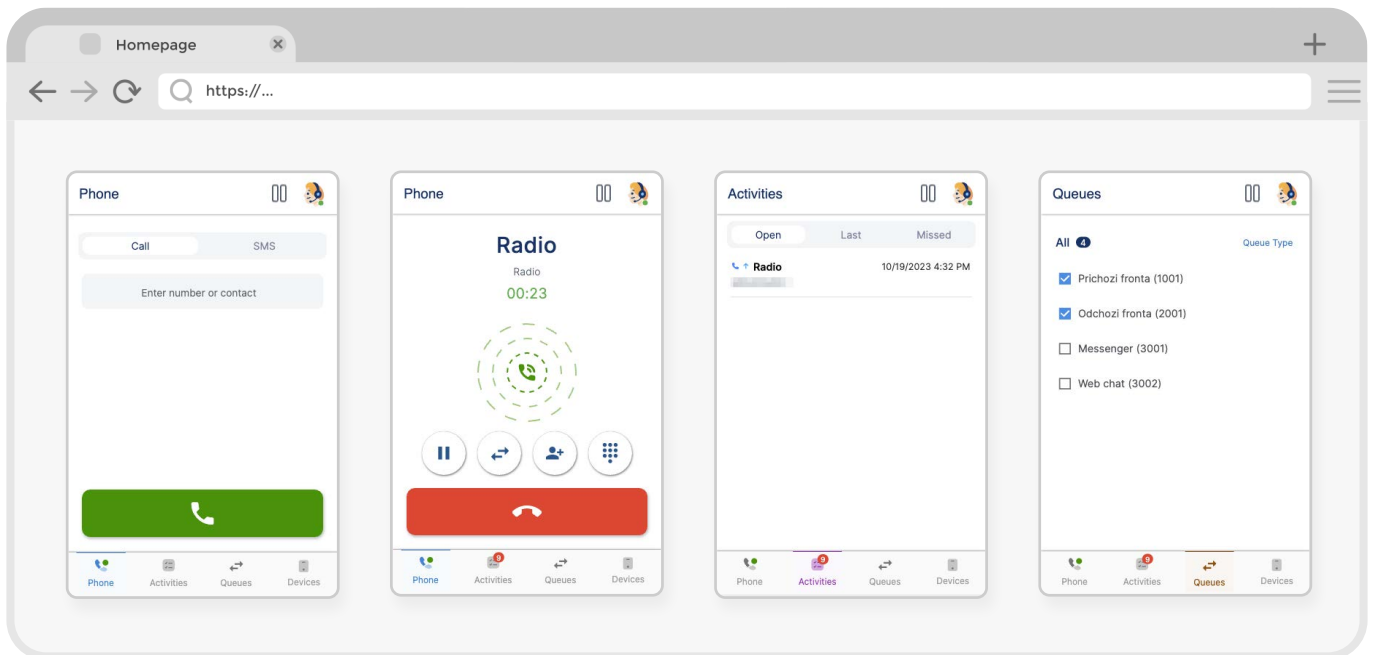 Homepage
https://...
Phone
Call SMS
Enter number or contact
Phone Activities Queues Devices
Phone
Radio
Radio
00:23
9
Phone Activities Queues Devices
Activities
Open Last Missed
Radio 10/19/2023 4:32 PM
9
Phone Activities Queues Devices
Queues
All 4 Queue Type
Prichozi fronta (1001)
Odchozi fronta (2001)
Messenger (3001)
Web chat (3002)
9
Phone Activities Queues Devices